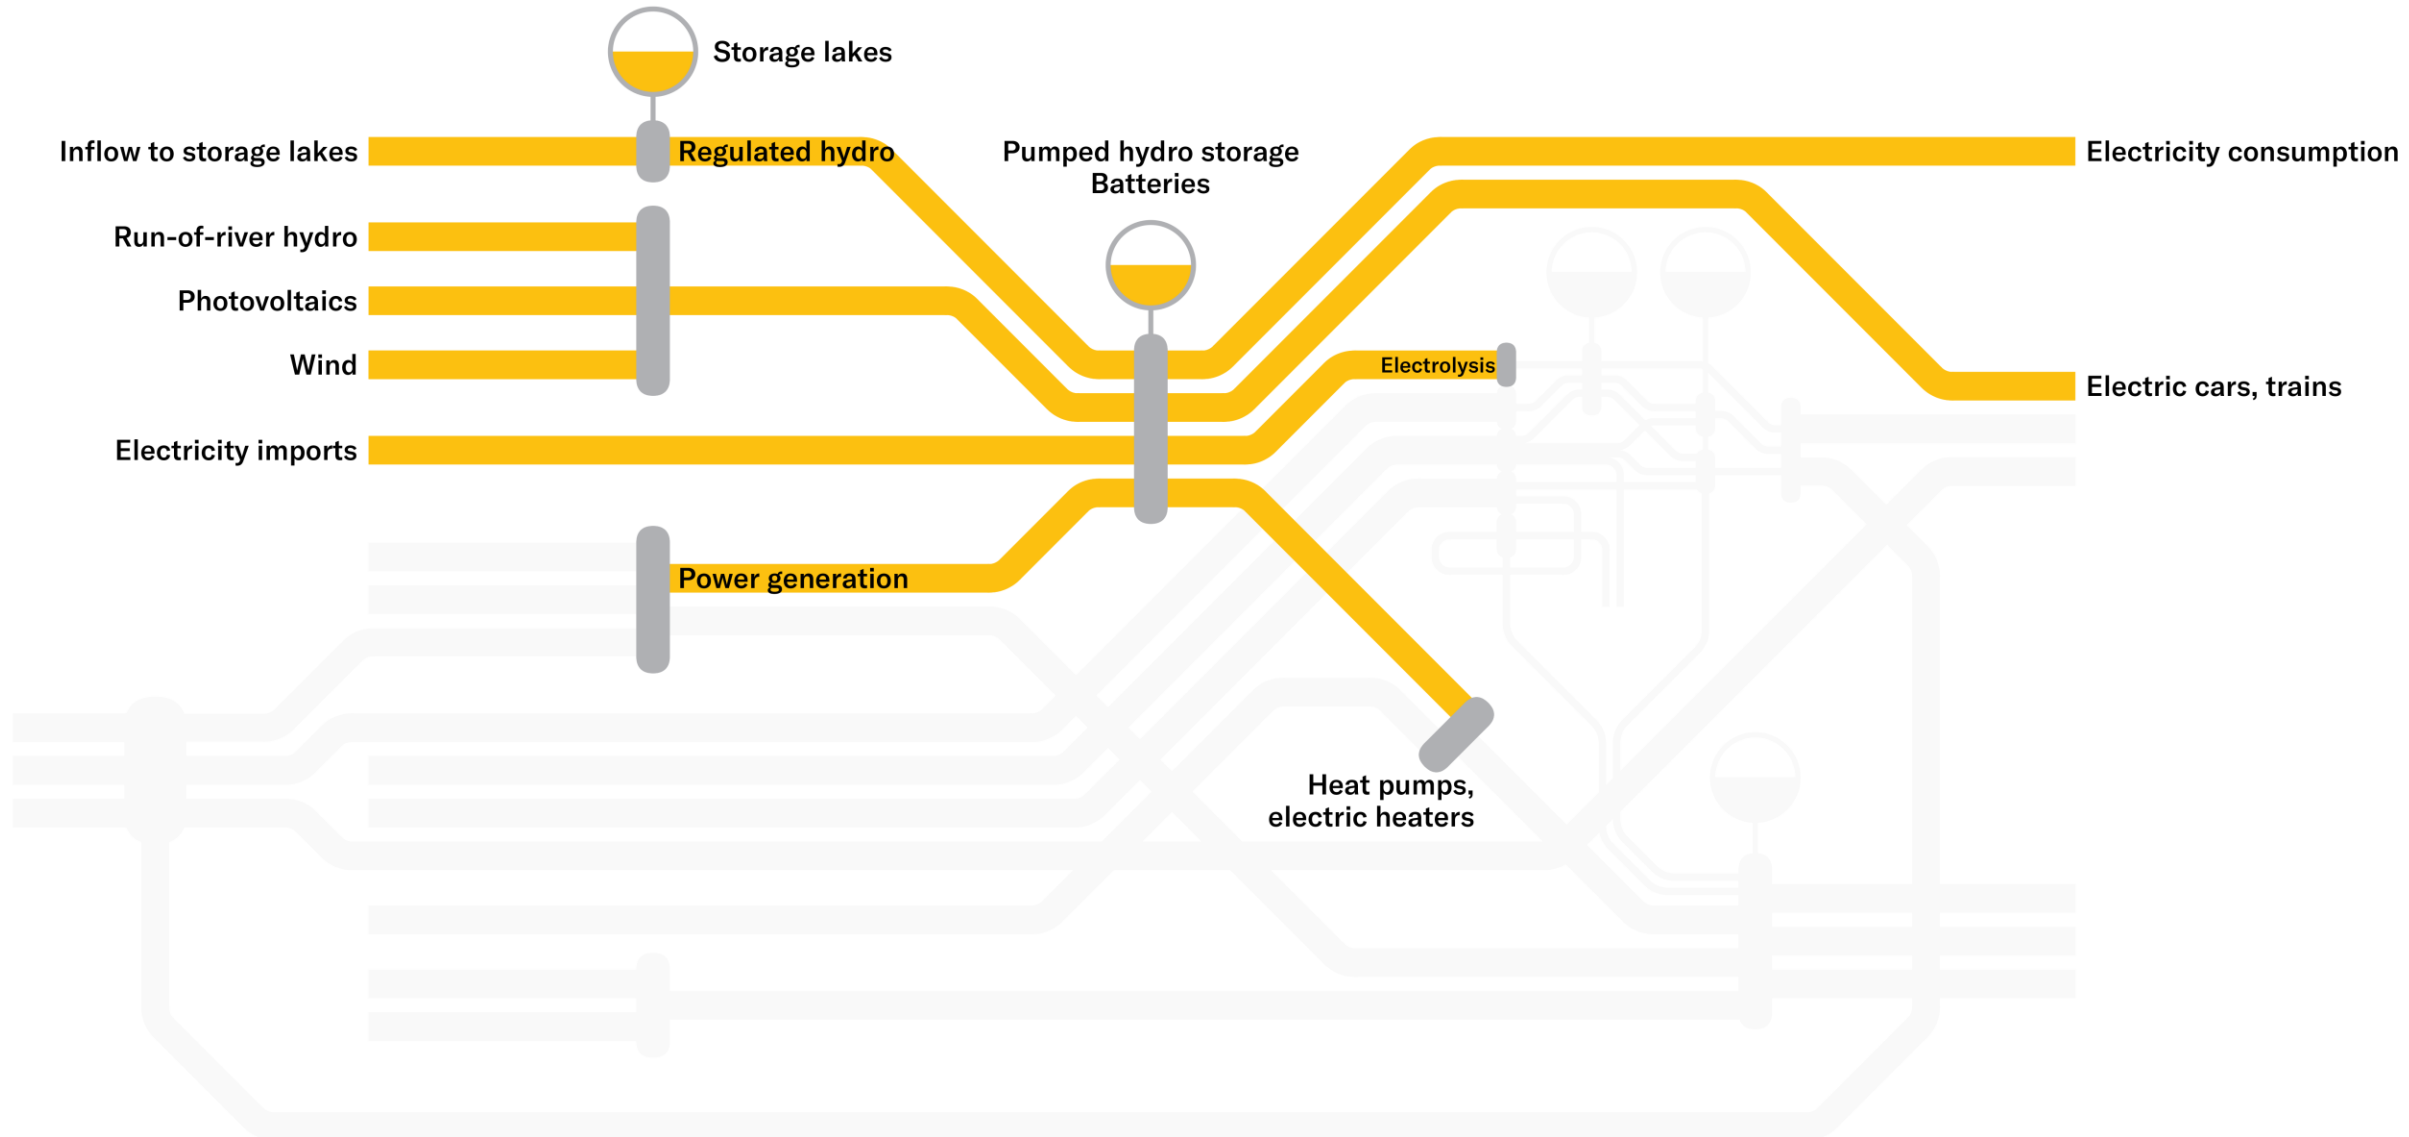 Storage lakes
Inflow to storage lakes
Regulated hydro
Pumped hydro storage
Batteries
Electricity consumption
Run-of-river hydro
Photovoltaics
Wind
Electrolysis
Electric cars, trains
Electricity imports
Power generation
Heat pumps,
electric heaters